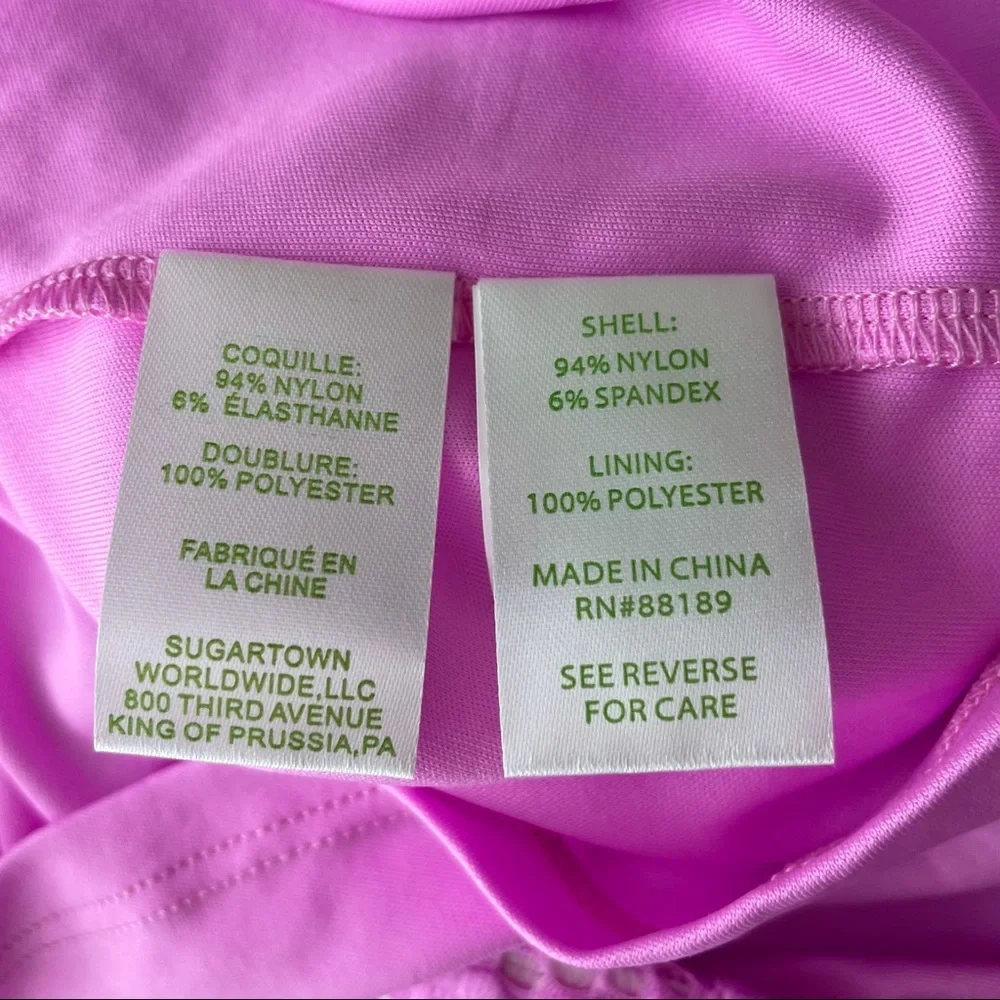 COQUILLE:
94% NYLON
6% ÉLASTHANNE
DOUBLURE:
100% POLYESTER
FABRIQUÉ EN
LA CHINE
SUGARTOWN
WORLDWIDE,LLC
800 THIRD AVENUE
KING OF PRUSSIA,PA
SHELL:
94% NYLON
6% SPANDEX
LINING:
100% POLYESTER
MADE IN CHINA
RN#88189
SEE REVERSE
FOR CARE